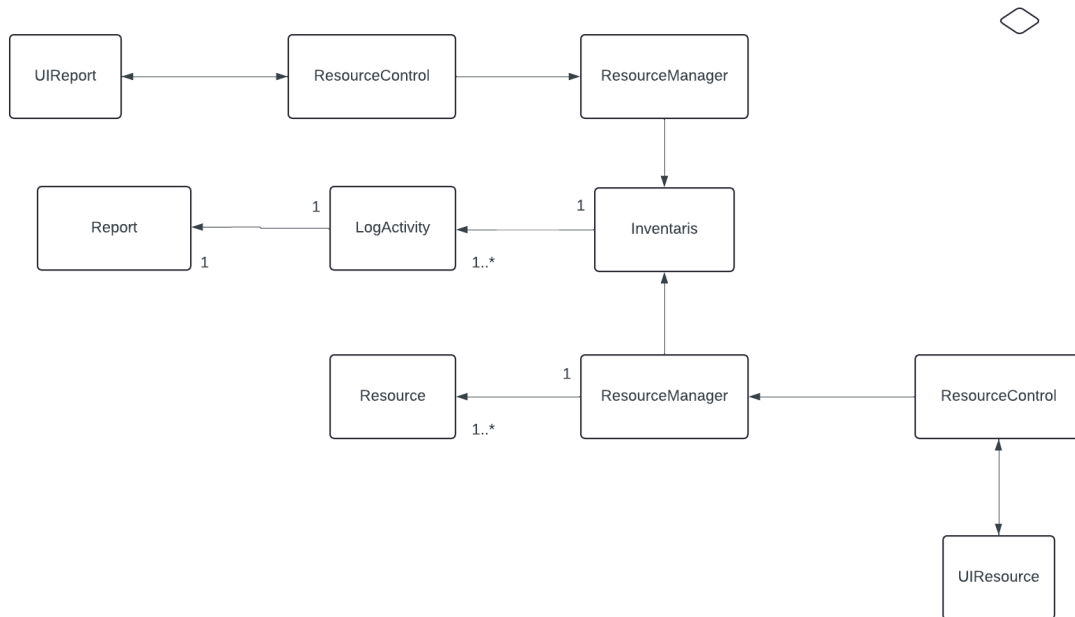 UIReport
ResourceControl
ResourceManager
Report
1
LogActivity
1
Inventaris
1
1..*
Resource
1
ResourceManager
ResourceControl
1..*
UIResource